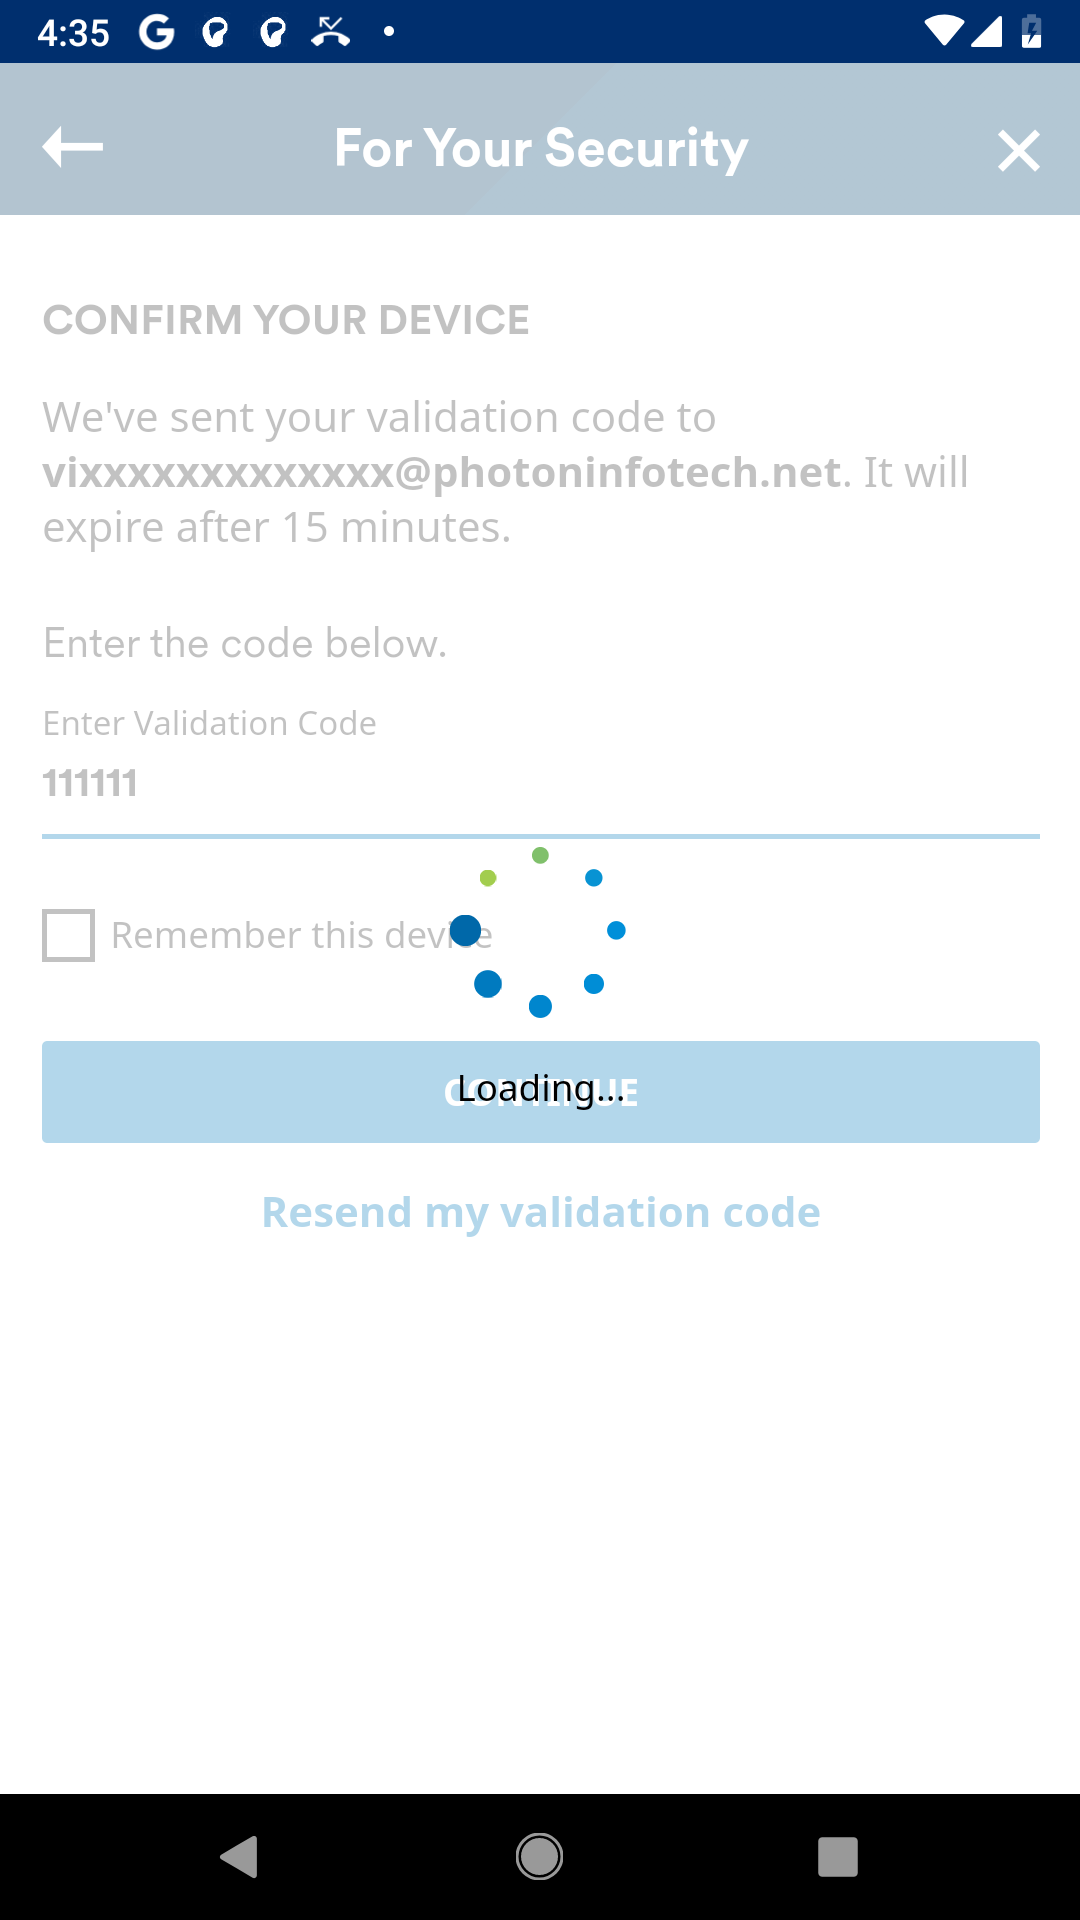 4:35
For Your Security
CONFIRM YOUR DEVICE
We've sent your validation code to
vixxxxxxxxxxxxx@photoninfotech.net. It will
expire after 15 minutes.
Enter the code below.
Enter Validation Code
111111
Remember this device
CONTINUE
Loading...
Resend my validation code